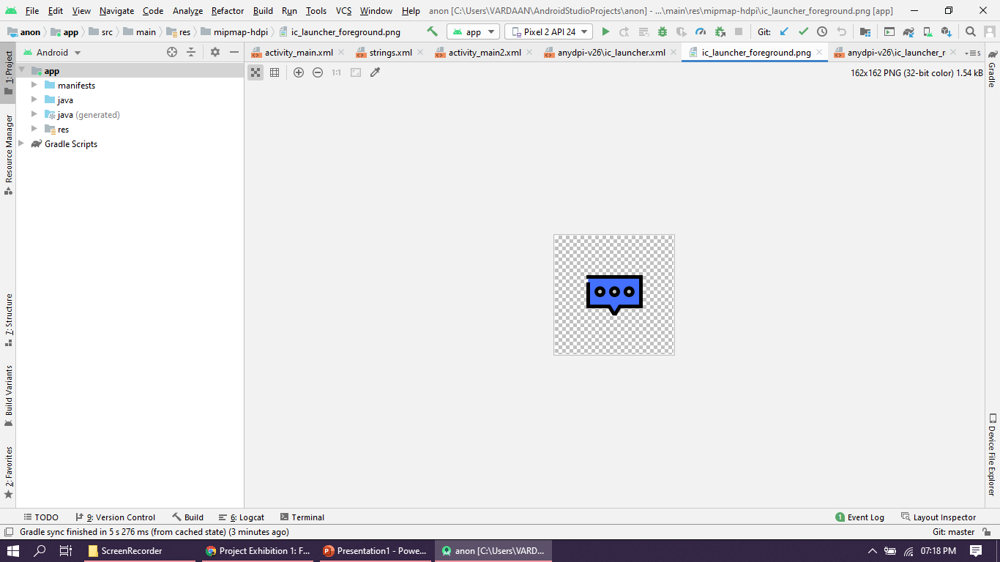 File Edit View Navigate Code Analyze Refactor Build Run Tools VCS Window Help anon [C:\Users\VARDAAN\AndroidStudioProjects\anon] - ...\main\res\mipmap-hdpi\ic_launcher_foreground.png [app]
anon app src main res mipmap-hdpi ic_launcher_foreground.png app Pixel 2 API 24 Git:
Android activity_main.xml strings.xml activity_main2.xml anydpi-v26\ic_launcher.xml ic_launcher_foreground.png anydpi-v26\ic_launcher_r 5
1:1 162x162 PNG (32-bit color) 1.54 kB
app
manifests
java
java (generated)
res
Gradle Scripts
1: Project
Resource Manager
7: Structure
Build Variants
2: Favorites
Gradle
Device File Explorer
TODO 9: Version Control Build 6: Logcat Terminal 1 Event Log Layout Inspector
Gradle sync finished in 5 s 276 ms (from cached state) (3 minutes ago) Git: master
ScreenRecorder Project Exhibition 1: F... Presentation1 - Powe... anon [C:\Users\VARD... 07:18 PM